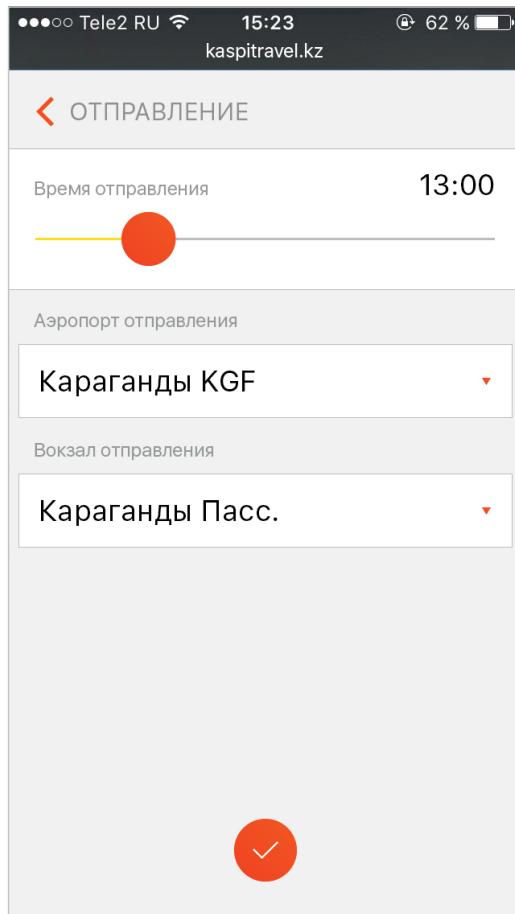 Tele2 RU 15:23 62 %
kaspitravel.kz
ОТПРАВЛЕНИЕ
Время отправления 13:00
Аэропорт отправления
Караганды KGF
Вокзал отправления
Караганды Пасс.